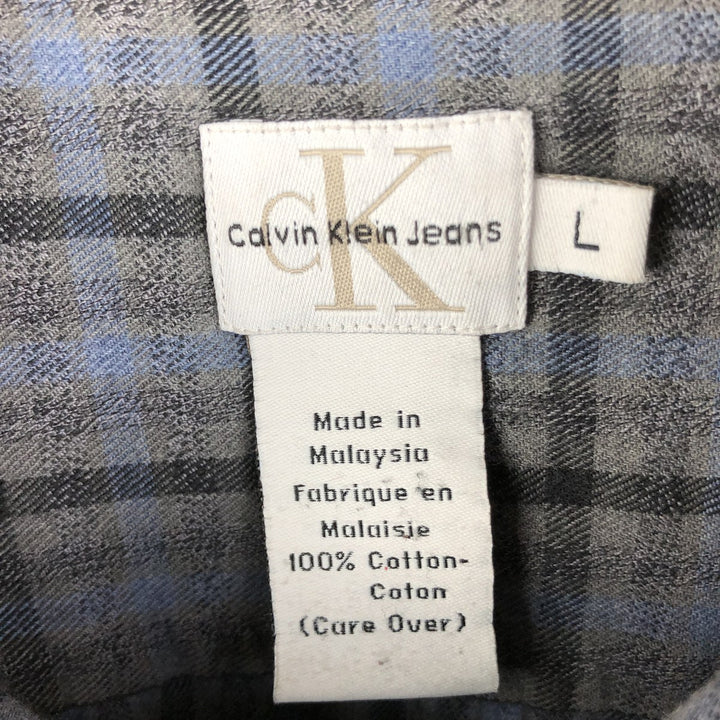 CK
Calvin Klein Jeans
L
Made in
Malaysia
Fabrique en
Malaisie
100% Cotton-
Coton
(Care Over)